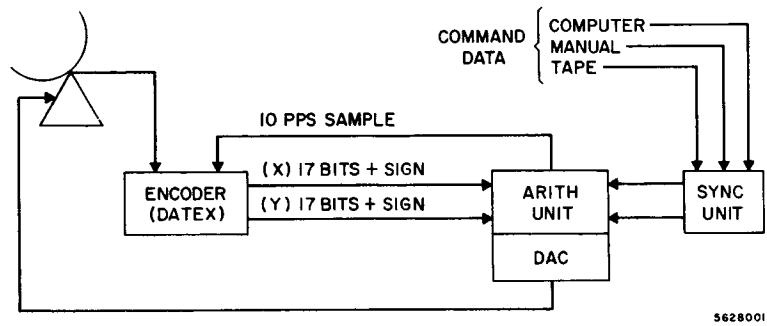 COMMAND DATA
COMPUTER
MANUAL
TAPE
10 PPS SAMPLE
(X) 17 BITS + SIGN
(Y) 17 BITS + SIGN
ENCODER
(DATEX)
ARITH
UNIT
DAC
SYNC
UNIT
5628001